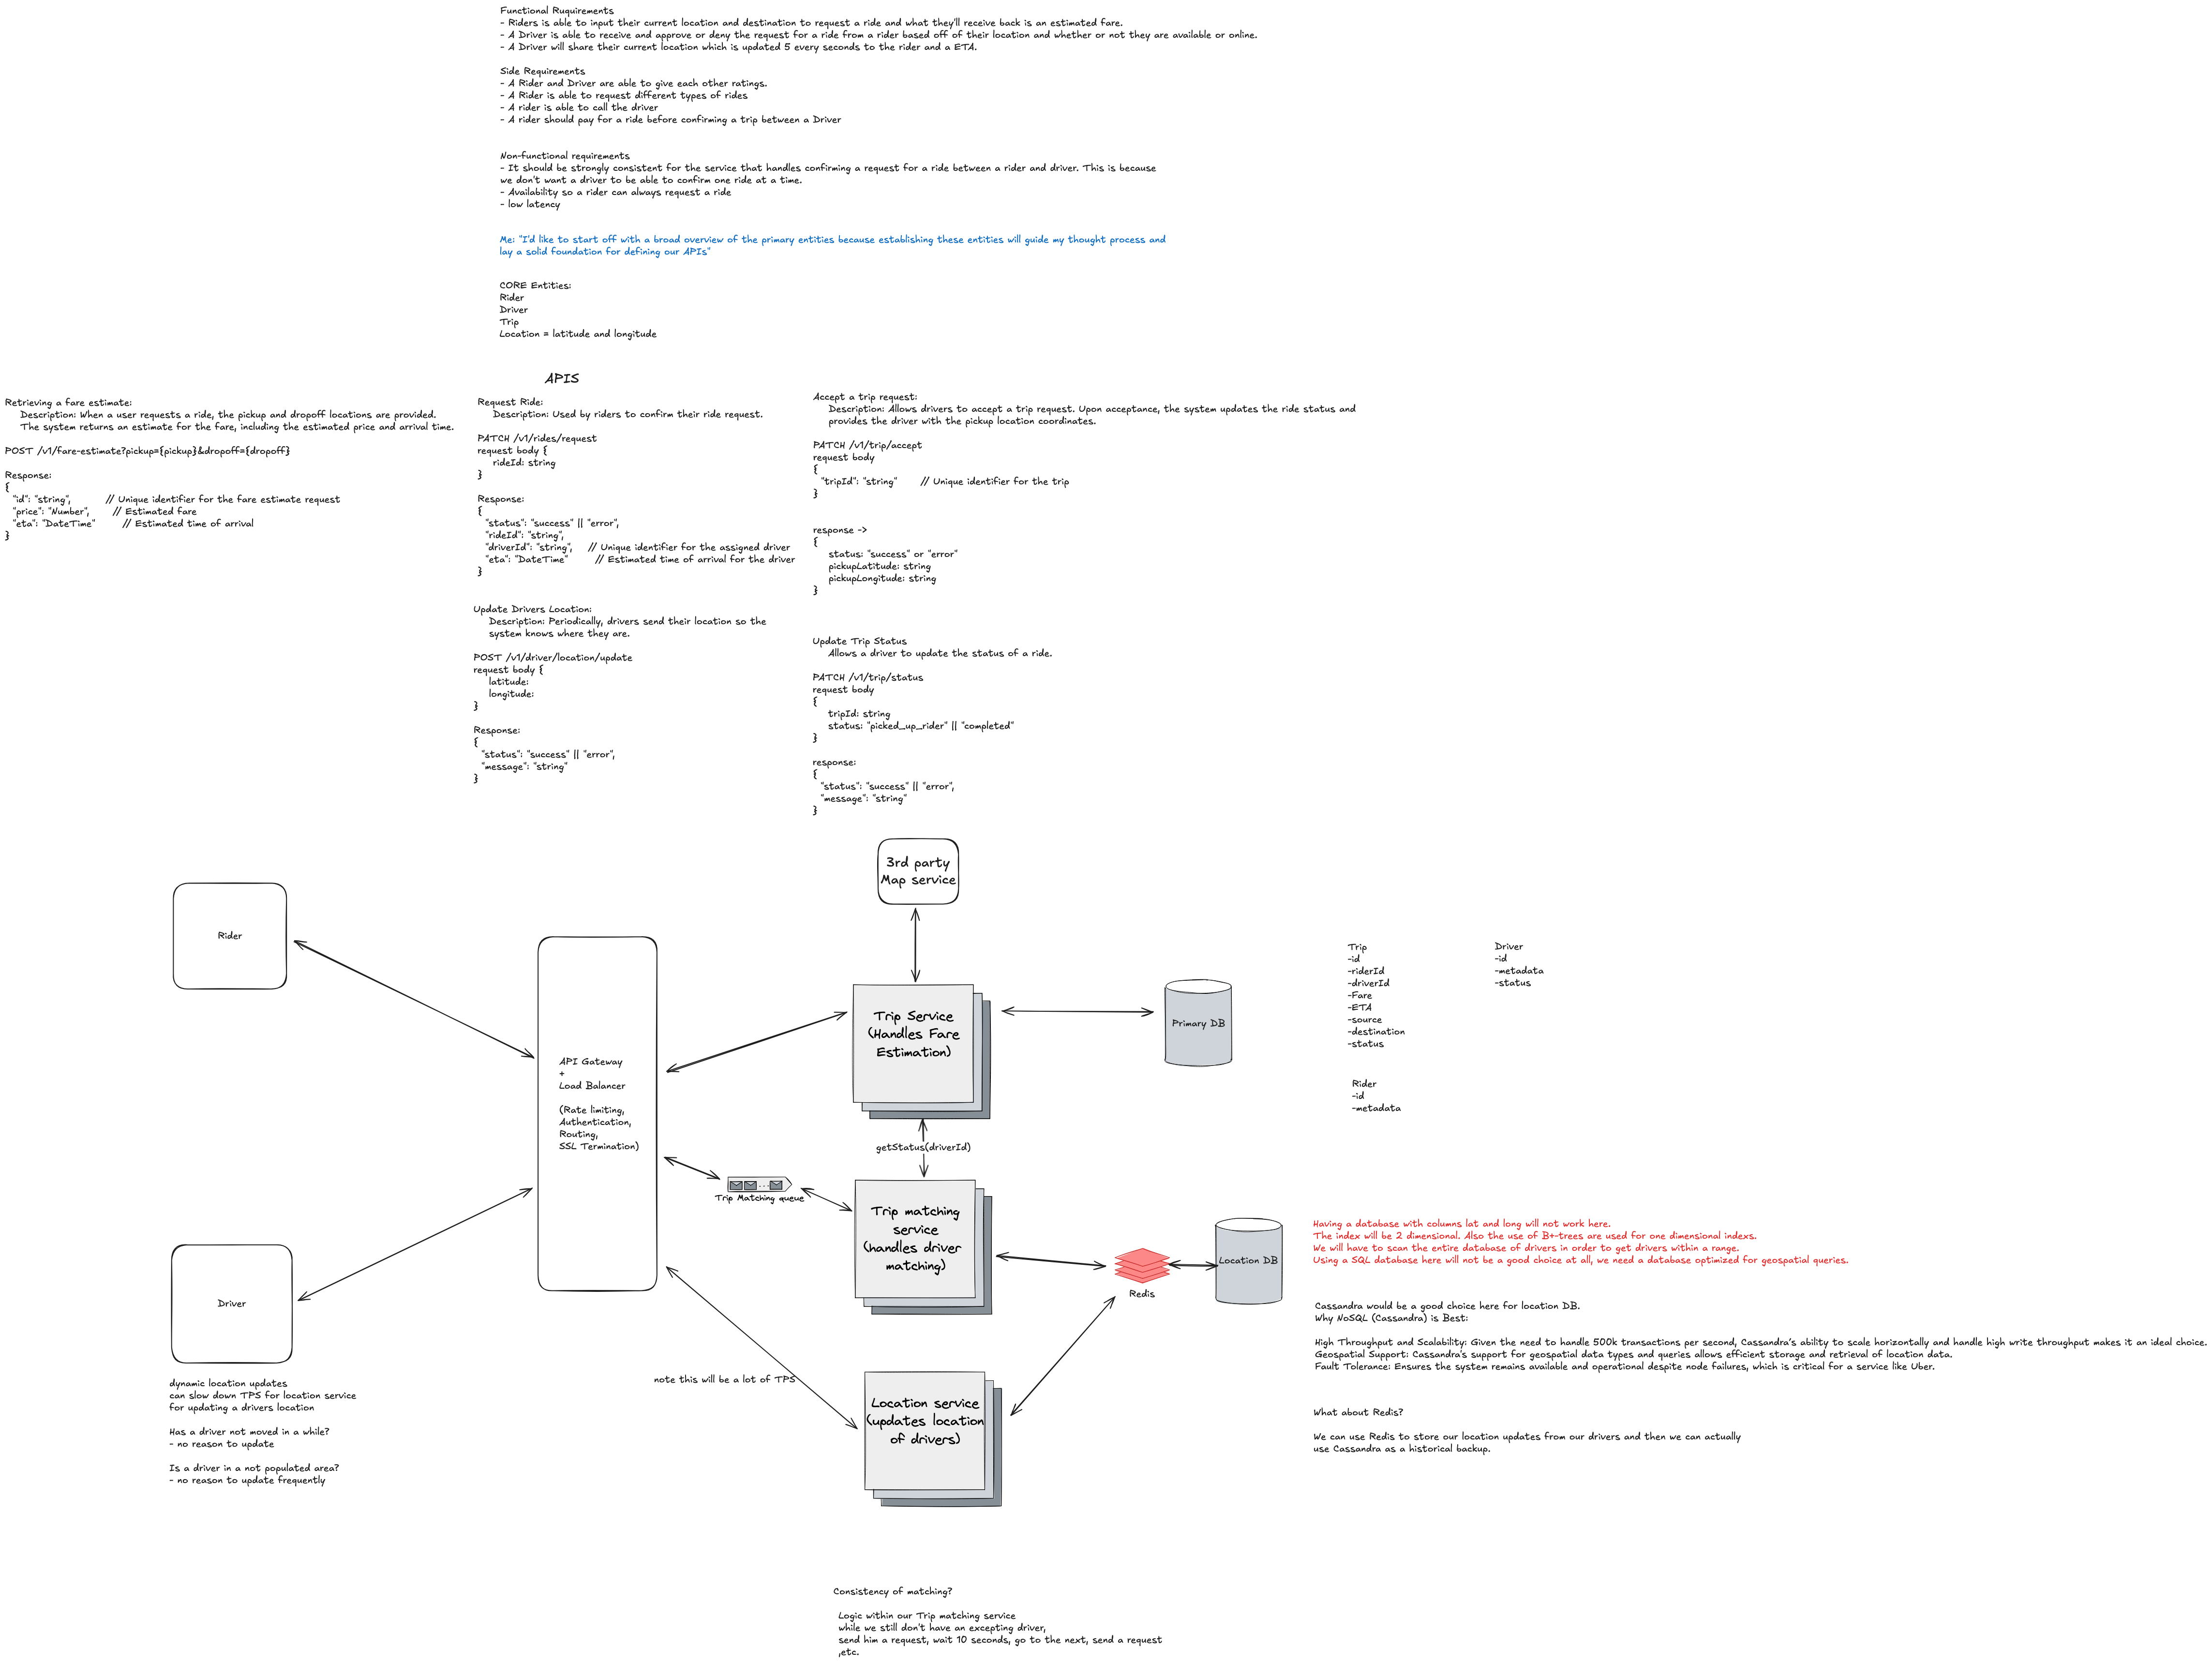 Functional Ruquirements
- Riders is able to input their current location and destination to request a ride and what they'll receive back is an estimated fare.
- A Driver is able to receive and approve or deny the request for a ride from a rider based off of their location and whether or not they are available or online.
- A Driver will share their current location which is updated 5 every seconds to the rider and a ETA.
Side Requirements
- A Rider and Driver are able to give each other ratings.
- A Rider is able to request different types of rides
- A rider is able to call the driver
- A rider should pay for a ride before confirming a trip between a Driver
Non-functional requirements
- It should be strongly consistent for the service that handles confirming a request for a ride between a rider and driver. This is because
we don't want a driver to be able to confirm one ride at a time.
- Availability so a rider can always request a ride
- low latency
Me: "I'd like to start off with a broad overview of the primary entities because establishing these entities will guide my thought process and
lay a solid foundation for defining our APIs"
CORE Entities:
Rider
Driver
Trip
Location = latitude and longitude
APIS
Retrieving a fare estimate:
Description: When a user requests a ride, the pickup and dropoff locations are provided.
The system returns an estimate for the fare, including the estimated price and arrival time.
POST /v1/fare-estimate?pickup={pickup}&dropoff={dropoff}
Response:
{
"id": "string", // Unique identifier for the fare estimate request
"price": "Number", // Estimated fare
"eta": "DateTime" // Estimated time of arrival
}
Request Ride:
Description: Used by riders to confirm their ride request.
PATCH /v1/rides/request
request body {
rideId: string
}
Response:
{
"status": "success" || "error",
"rideId": "string",
"driverId": "string", // Unique identifier for the assigned driver
"eta": "DateTime" // Estimated time of arrival for the driver
}
Update Drivers Location:
Description: Periodically, drivers send their location so the
system knows where they are.
POST /v1/driver/location/update
request body {
latitude:
longitude:
}
Response:
{
"status": "success" || "error",
"message": "string"
}
Accept a trip request:
Description: Allows drivers to accept a trip request. Upon acceptance, the system updates the ride status and
provides the driver with the pickup location coordinates.
PATCH /v1/trip/accept
request body
{
"tripId": "string" // Unique identifier for the trip
}
response ->
{
status: "success" or "error"
pickupLatitude: string
pickupLongitude: string
}
Update Trip Status
Allows a driver to update the status of a ride.
PATCH /v1/trip/status
request body
{
tripId: string
status: "picked_up_rider" || "completed"
}
response:
{
"status": "success" || "error",
"message": "string"
}
3rd party
Map service
Rider
API Gateway
+
Load Balancer
(Rate limiting,
Authentication,
Routing,
SSL Termination)
Trip Service
(Handles Fare
Estimation)
Primary DB
Trip
-id
-riderId
-driverId
-Fare
-ETA
-source
-destination
-status
Driver
-id
-metadata
-status
Rider
-id
-metadata
getStatus(driverId)
Trip Matching queue
Trip matching
service
(handles driver
matching)
Redis
Location DB
Having a database with columns lat and long will not work here.
The index will be 2 dimensional. Also the use of B+-trees are used for one dimensional indexs.
We will have to scan the entire database of drivers in order to get drivers within a range.
Using a SQL database here will not be a good choice at all, we need a database optimized for geospatial queries.
Cassandra would be a good choice here for location DB.
Why NoSQL (Cassandra) is Best:
High Throughput and Scalability: Given the need to handle 500k transactions per second, Cassandra's ability to scale horizontally and handle high write throughput makes it an ideal choice.
Geospatial Support: Cassandra's support for geospatial data types and queries allows efficient storage and retrieval of location data.
Fault Tolerance: Ensures the system remains available and operational despite node failures, which is critical for a service like Uber.
What about Redis?
We can use Redis to store our location updates from our drivers and then we can actually
use Cassandra as a historical backup.
Driver
dynamic location updates
can slow down TPS for location service
for updating a drivers location
Has a driver not moved in a while?
- no reason to update
Is a driver in a not populated area?
- no reason to update frequently
note this will be a lot of TPS
Location service
(updates location
of drivers)
Consistency of matching?
Logic within our Trip matching service
while we still don't have an excepting driver,
send him a request, wait 10 seconds, go to the next, send a request
,etc.